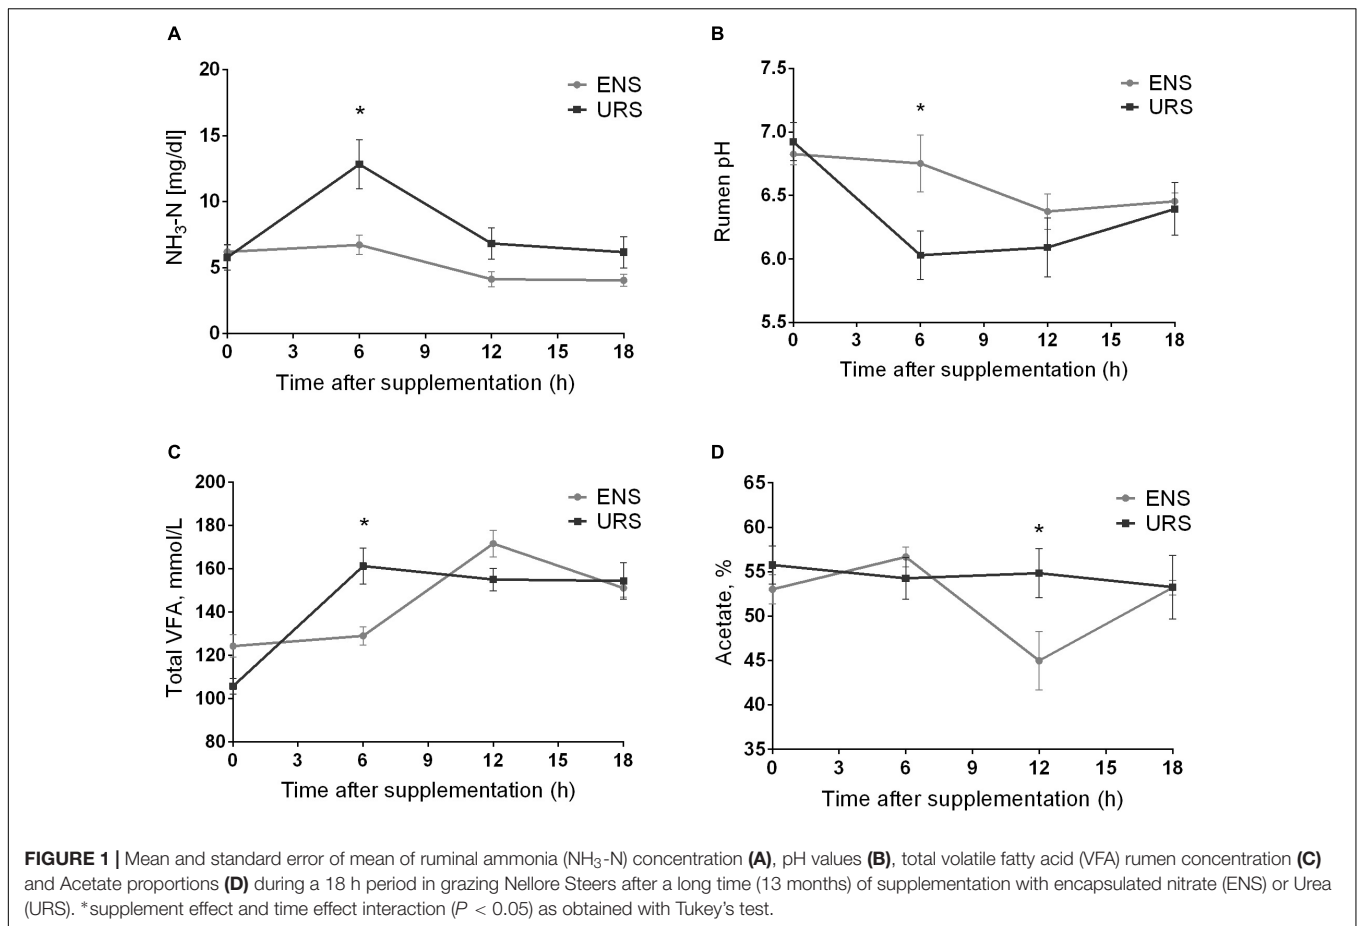 A
20
15
10
5
0
NH3-N [mg/dl]
*
ENS
URS
0 3 6 9 12 15 18
Time after supplementation (h)
B
7.5
7.0
6.5
6.0
5.5
Rumen pH
*
ENS
URS
0 3 6 9 12 15 18
Time after supplementation (h)
C
200
180
160
140
120
100
80
Total VFA, mmol/L
*
ENS
URS
0 3 6 9 12 15 18
Time after supplementation (h)
D
65
60
55
50
45
40
35
Acetate, %
*
ENS
URS
0 3 6 9 12 15 18
Time after supplementation (h)
FIGURE 1 | Mean and standard error of mean of ruminal ammonia (NH3-N) concentration (A), pH values (B), total volatile fatty acid (VFA) rumen concentration (C)
and Acetate proportions (D) during a 18 h period in grazing Nellore Steers after a long time (13 months) of supplementation with encapsulated nitrate (ENS) or Urea
(URS). *supplement effect and time effect interaction (P < 0.05) as obtained with Tukey's test.